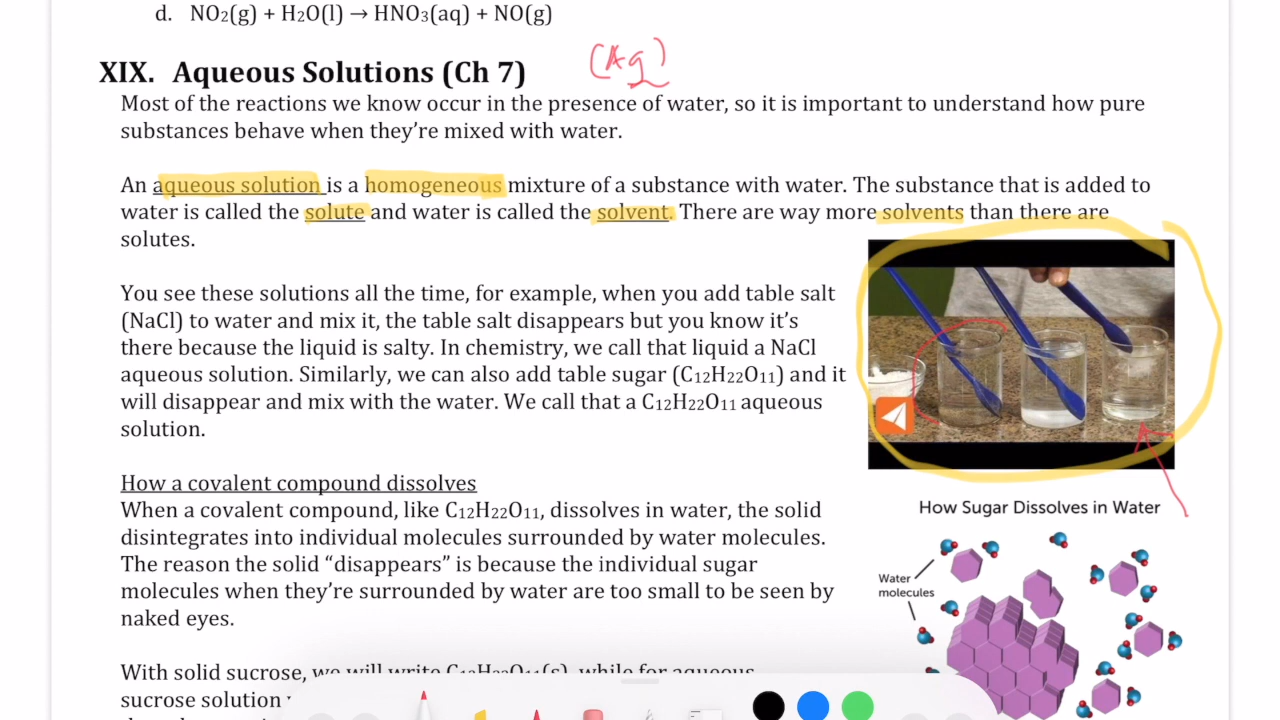 d. NO₂(g) + H₂O(l) → HNO₃(aq) + NO(g)
XIX. Aqueous Solutions (Ch 7)
(Aq)
Most of the reactions we know occur in the presence of water, so it is important to understand how pure
substances behave when they’re mixed with water.
An aqueous solution is a homogeneous mixture of a substance with water. The substance that is added to
water is called the solute and water is called the solvent. There are way more solvents than there are
solutes.
You see these solutions all the time, for example, when you add table salt
(NaCl) to water and mix it, the table salt disappears but you know it’s
there because the liquid is salty. In chemistry, we call that liquid a NaCl
aqueous solution. Similarly, we can also add table sugar (C₁₂H₂₂O₁₁) and it
will disappear and mix with the water. We call that a C₁₂H₂₂O₁₁ aqueous
solution.
How a covalent compound dissolves
When a covalent compound, like C₁₂H₂₂O₁₁, dissolves in water, the solid
disintegrates into individual molecules surrounded by water molecules.
The reason the solid “disappears” is because the individual sugar
molecules when they’re surrounded by water are too small to be seen by
naked eyes.
How Sugar Dissolves in Water
Water
molecules
With solid sucrose, we will write C₁₂H₂₂O₁₁(s), while for aqueous
sucrose solution